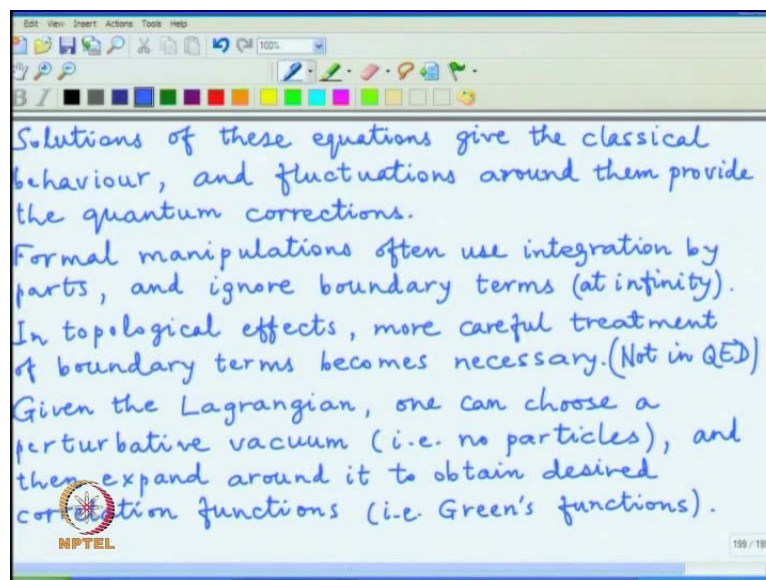 Edit View Insert Actions Tools Help
100%
Solutions of these equations give the classical
behaviour, and fluctuations around them provide
the quantum corrections.
Formal manipulations often use integration by
parts, and ignore boundary terms (at infinity).
In topological effects, more careful treatment
of boundary terms becomes necessary. (Not in QED)
Given the Lagrangian, one can choose a
perturbative vacuum (i.e. no particles), and
then expand around it to obtain desired
correlation functions (i.e. Green's functions).
NPTEL